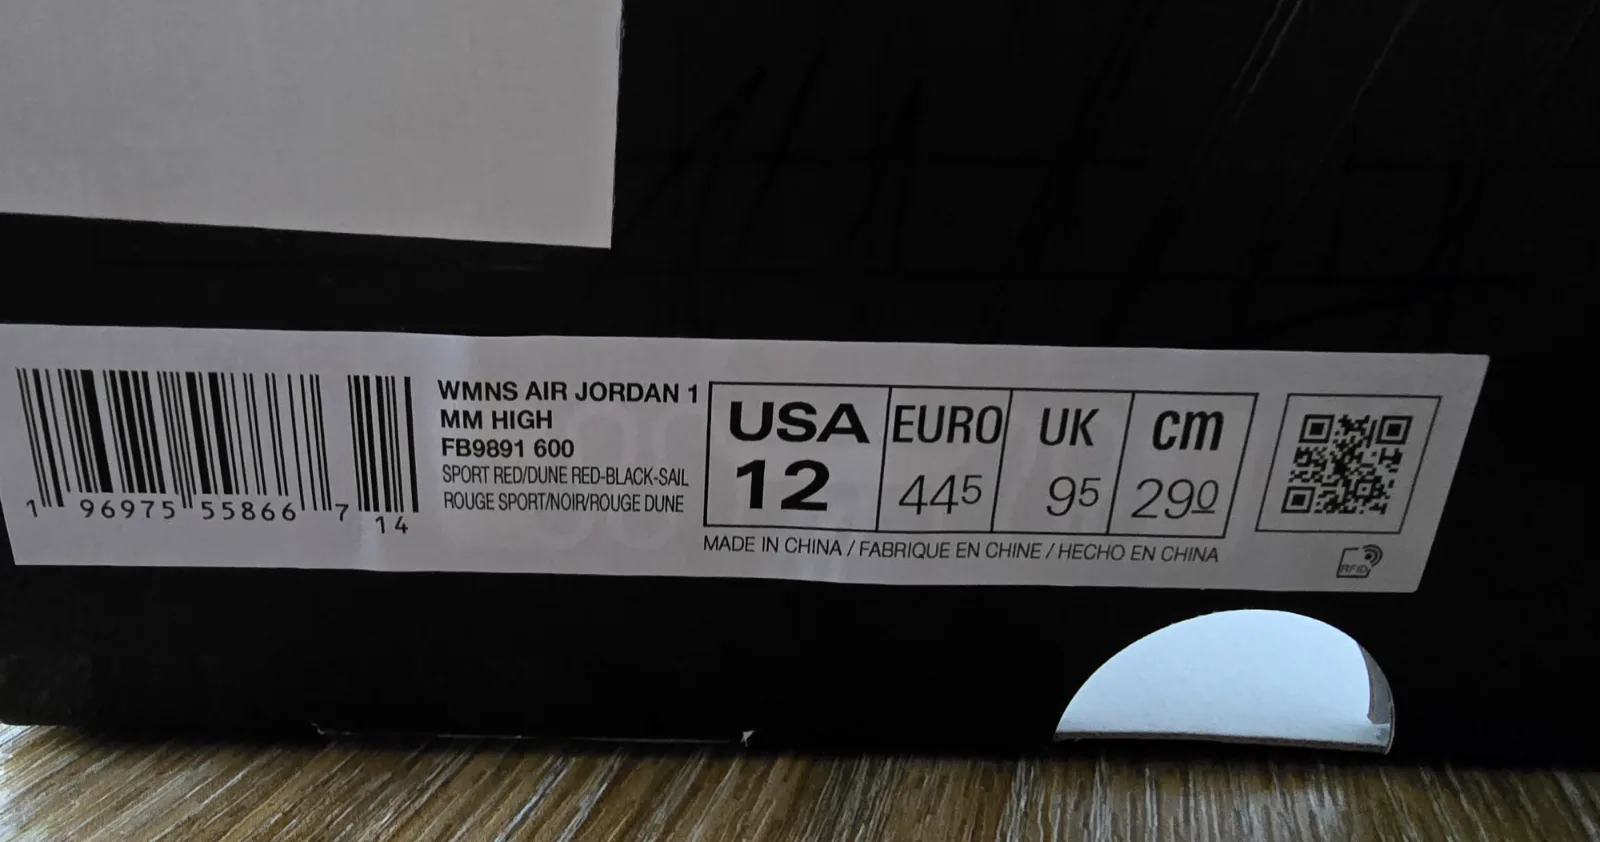 1 96975 55866 7 14
WMNS AIR JORDAN 1
MM HIGH
FB9891 600
SPORT RED/DUNE RED-BLACK-SAIL
ROUGE SPORT/NOIR/ROUGE DUNE
USA EURO UK cm
12 44.5 9.5 29.0
MADE IN CHINA / FABRIQUE EN CHINE / HECHO EN CHINA
RFID